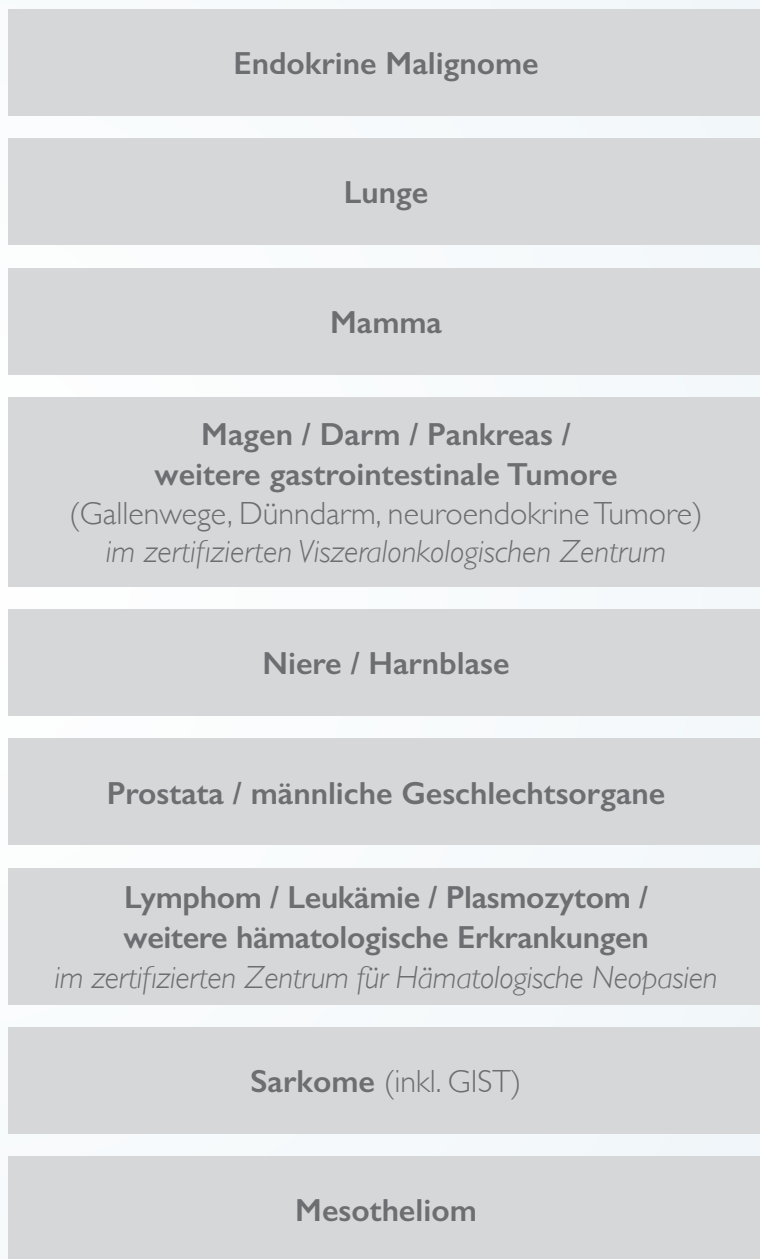 Endokrine Malignome
Lunge
Mamma
Magen / Darm / Pankreas /
weitere gastrointestinale Tumore
(Gallenwege, Dünndarm, neuroendokrine Tumore)
im zertifizierten Viszeralonkologischen Zentrum
Niere / Harnblase
Prostata / männliche Geschlechtsorgane
Lymphom / Leukämie / Plasmozytom /
weitere hämatologische Erkrankungen
im zertifizierten Zentrum für Hämatologische Neopasien
Sarkome (inkl. GIST)
Mesotheliom